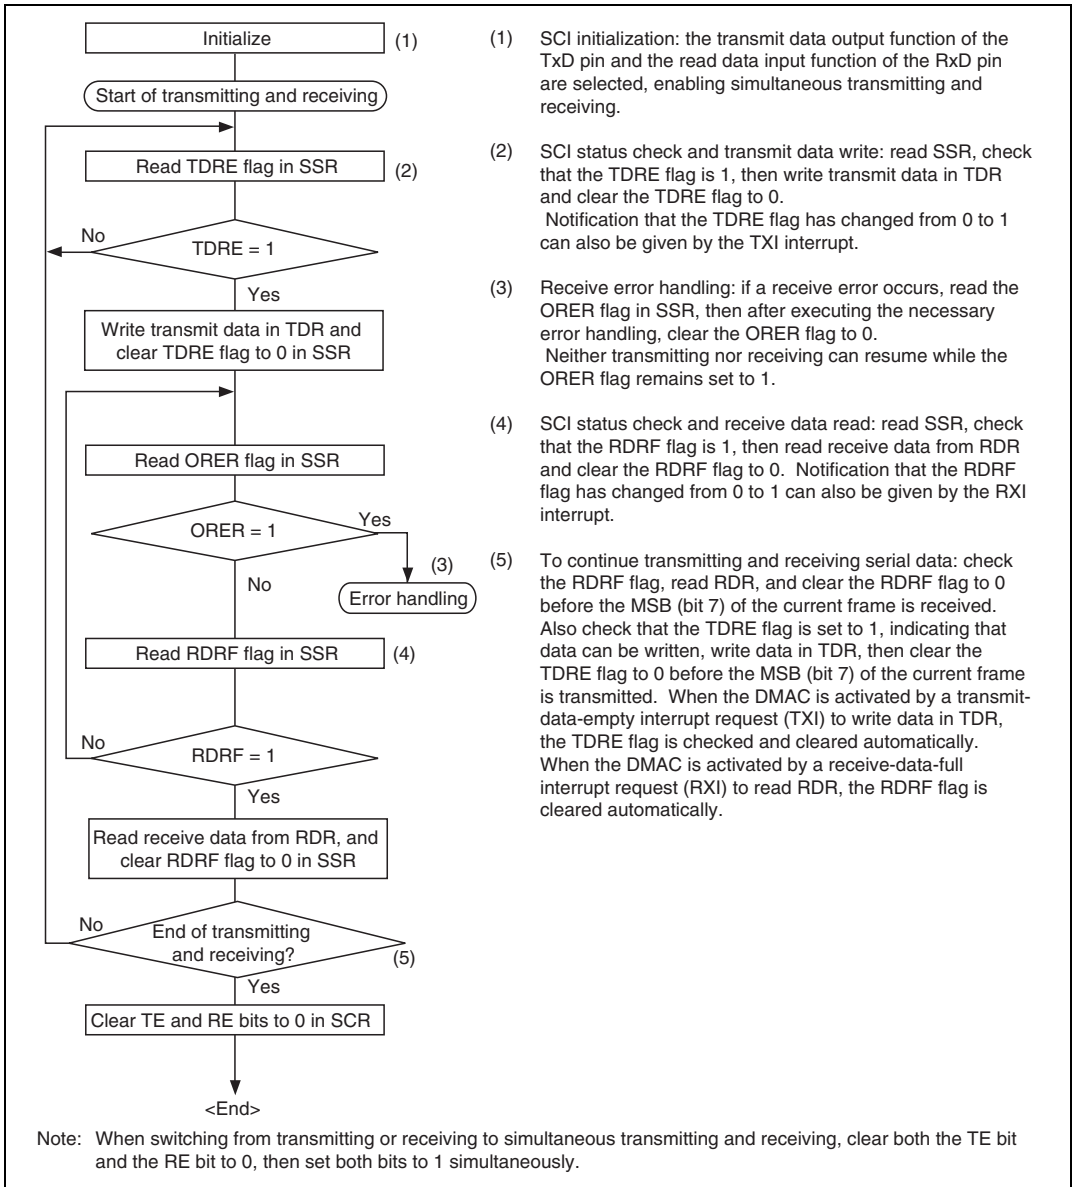 Initialize
(1)
Start of transmitting and receiving
Read TDRE flag in SSR
(2)
No
TDRE = 1
Yes
Write transmit data in TDR and
clear TDRE flag to 0 in SSR
Read ORER flag in SSR
Yes
ORER = 1
(3)
No
Error handling
Read RDRF flag in SSR
(4)
No
RDRF = 1
Yes
Read receive data from RDR, and
clear RDRF flag to 0 in SSR
No
End of transmitting
and receiving?
(5)
Yes
Clear TE and RE bits to 0 in SCR
<End>
(1) SCI initialization: the transmit data output function of the
TxD pin and the read data input function of the RxD pin
are selected, enabling simultaneous transmitting and
receiving.
(2) SCI status check and transmit data write: read SSR, check
that the TDRE flag is 1, then write transmit data in TDR
and clear the TDRE flag to 0.
Notification that the TDRE flag has changed from 0 to 1
can also be given by the TXI interrupt.
(3) Receive error handling: if a receive error occurs, read the
ORER flag in SSR, then after executing the necessary
error handling, clear the ORER flag to 0.
Neither transmitting nor receiving can resume while the
ORER flag remains set to 1.
(4) SCI status check and receive data read: read SSR, check
that the RDRF flag is 1, then read receive data from RDR
and clear the RDRF flag to 0. Notification that the RDRF
flag has changed from 0 to 1 can also be given by the RXI
interrupt.
(5) To continue transmitting and receiving serial data: check
the RDRF flag, read RDR, and clear the RDRF flag to 0
before the MSB (bit 7) of the current frame is received.
Also check that the TDRE flag is set to 1, indicating that
data can be written, write data in TDR, then clear the
TDRE flag to 0 before the MSB (bit 7) of the current frame
is transmitted. When the DMAC is activated by a transmit-
data-empty interrupt request (TXI) to write data in TDR,
the TDRE flag is checked and cleared automatically.
When the DMAC is activated by a receive-data-full
interrupt request (RXI) to read RDR, the RDRF flag is
cleared automatically.
Note: When switching from transmitting or receiving to simultaneous transmitting and receiving, clear both the TE bit
and the RE bit to 0, then set both bits to 1 simultaneously.